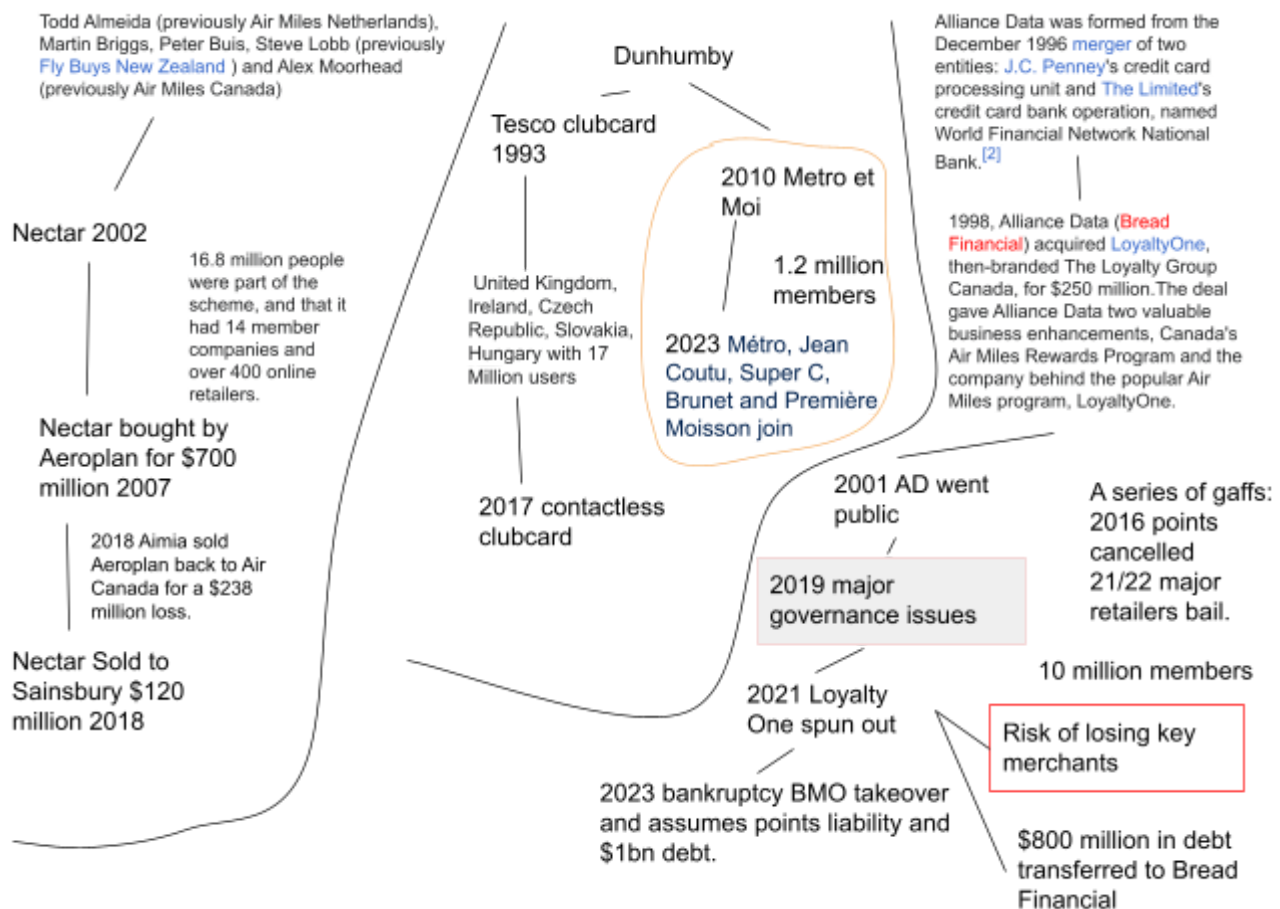 Todd Almeida (previously Air Miles Netherlands),
Martin Briggs, Peter Buis, Steve Lobb (previously
Fly Buys New Zealand ) and Alex Moorhead
(previously Air Miles Canada)
Nectar 2002
16.8 million people
were part of the
scheme, and that it
had 14 member
companies and
over 400 online
retailers.
Nectar bought by
Aeroplan for $700
million 2007
2018 Aimia sold
Aeroplan back to Air
Canada for a $238
million loss.
Nectar Sold to
Sainsbury $120
million 2018
Dunhumby
Tesco clubcard
1993
United Kingdom,
Ireland, Czech
Republic, Slovakia,
Hungary with 17
Million users
2017 contactless
clubcard
2010 Metro et
Moi
1.2 million
members
2023 Métro, Jean
Coutu, Super C,
Brunet and Première
Moisson join
Alliance Data was formed from the
December 1996 merger of two
entities: J.C. Penney's credit card
processing unit and The Limited's
credit card bank operation, named
World Financial Network National
Bank.[2]
1998, Alliance Data (Bread
Financial) acquired LoyaltyOne,
then-branded The Loyalty Group
Canada, for $250 million.The deal
gave Alliance Data two valuable
business enhancements, Canada's
Air Miles Rewards Program and the
company behind the popular Air
Miles program, LoyaltyOne.
2001 AD went
public
2019 major
governance issues
2021 Loyalty
One spun out
2023 bankruptcy BMO takeover
and assumes points liability and
$1bn debt.
A series of gaffs:
2016 points
cancelled
21/22 major
retailers bail.
10 million members
Risk of losing key
merchants
$800 million in debt
transferred to Bread
Financial